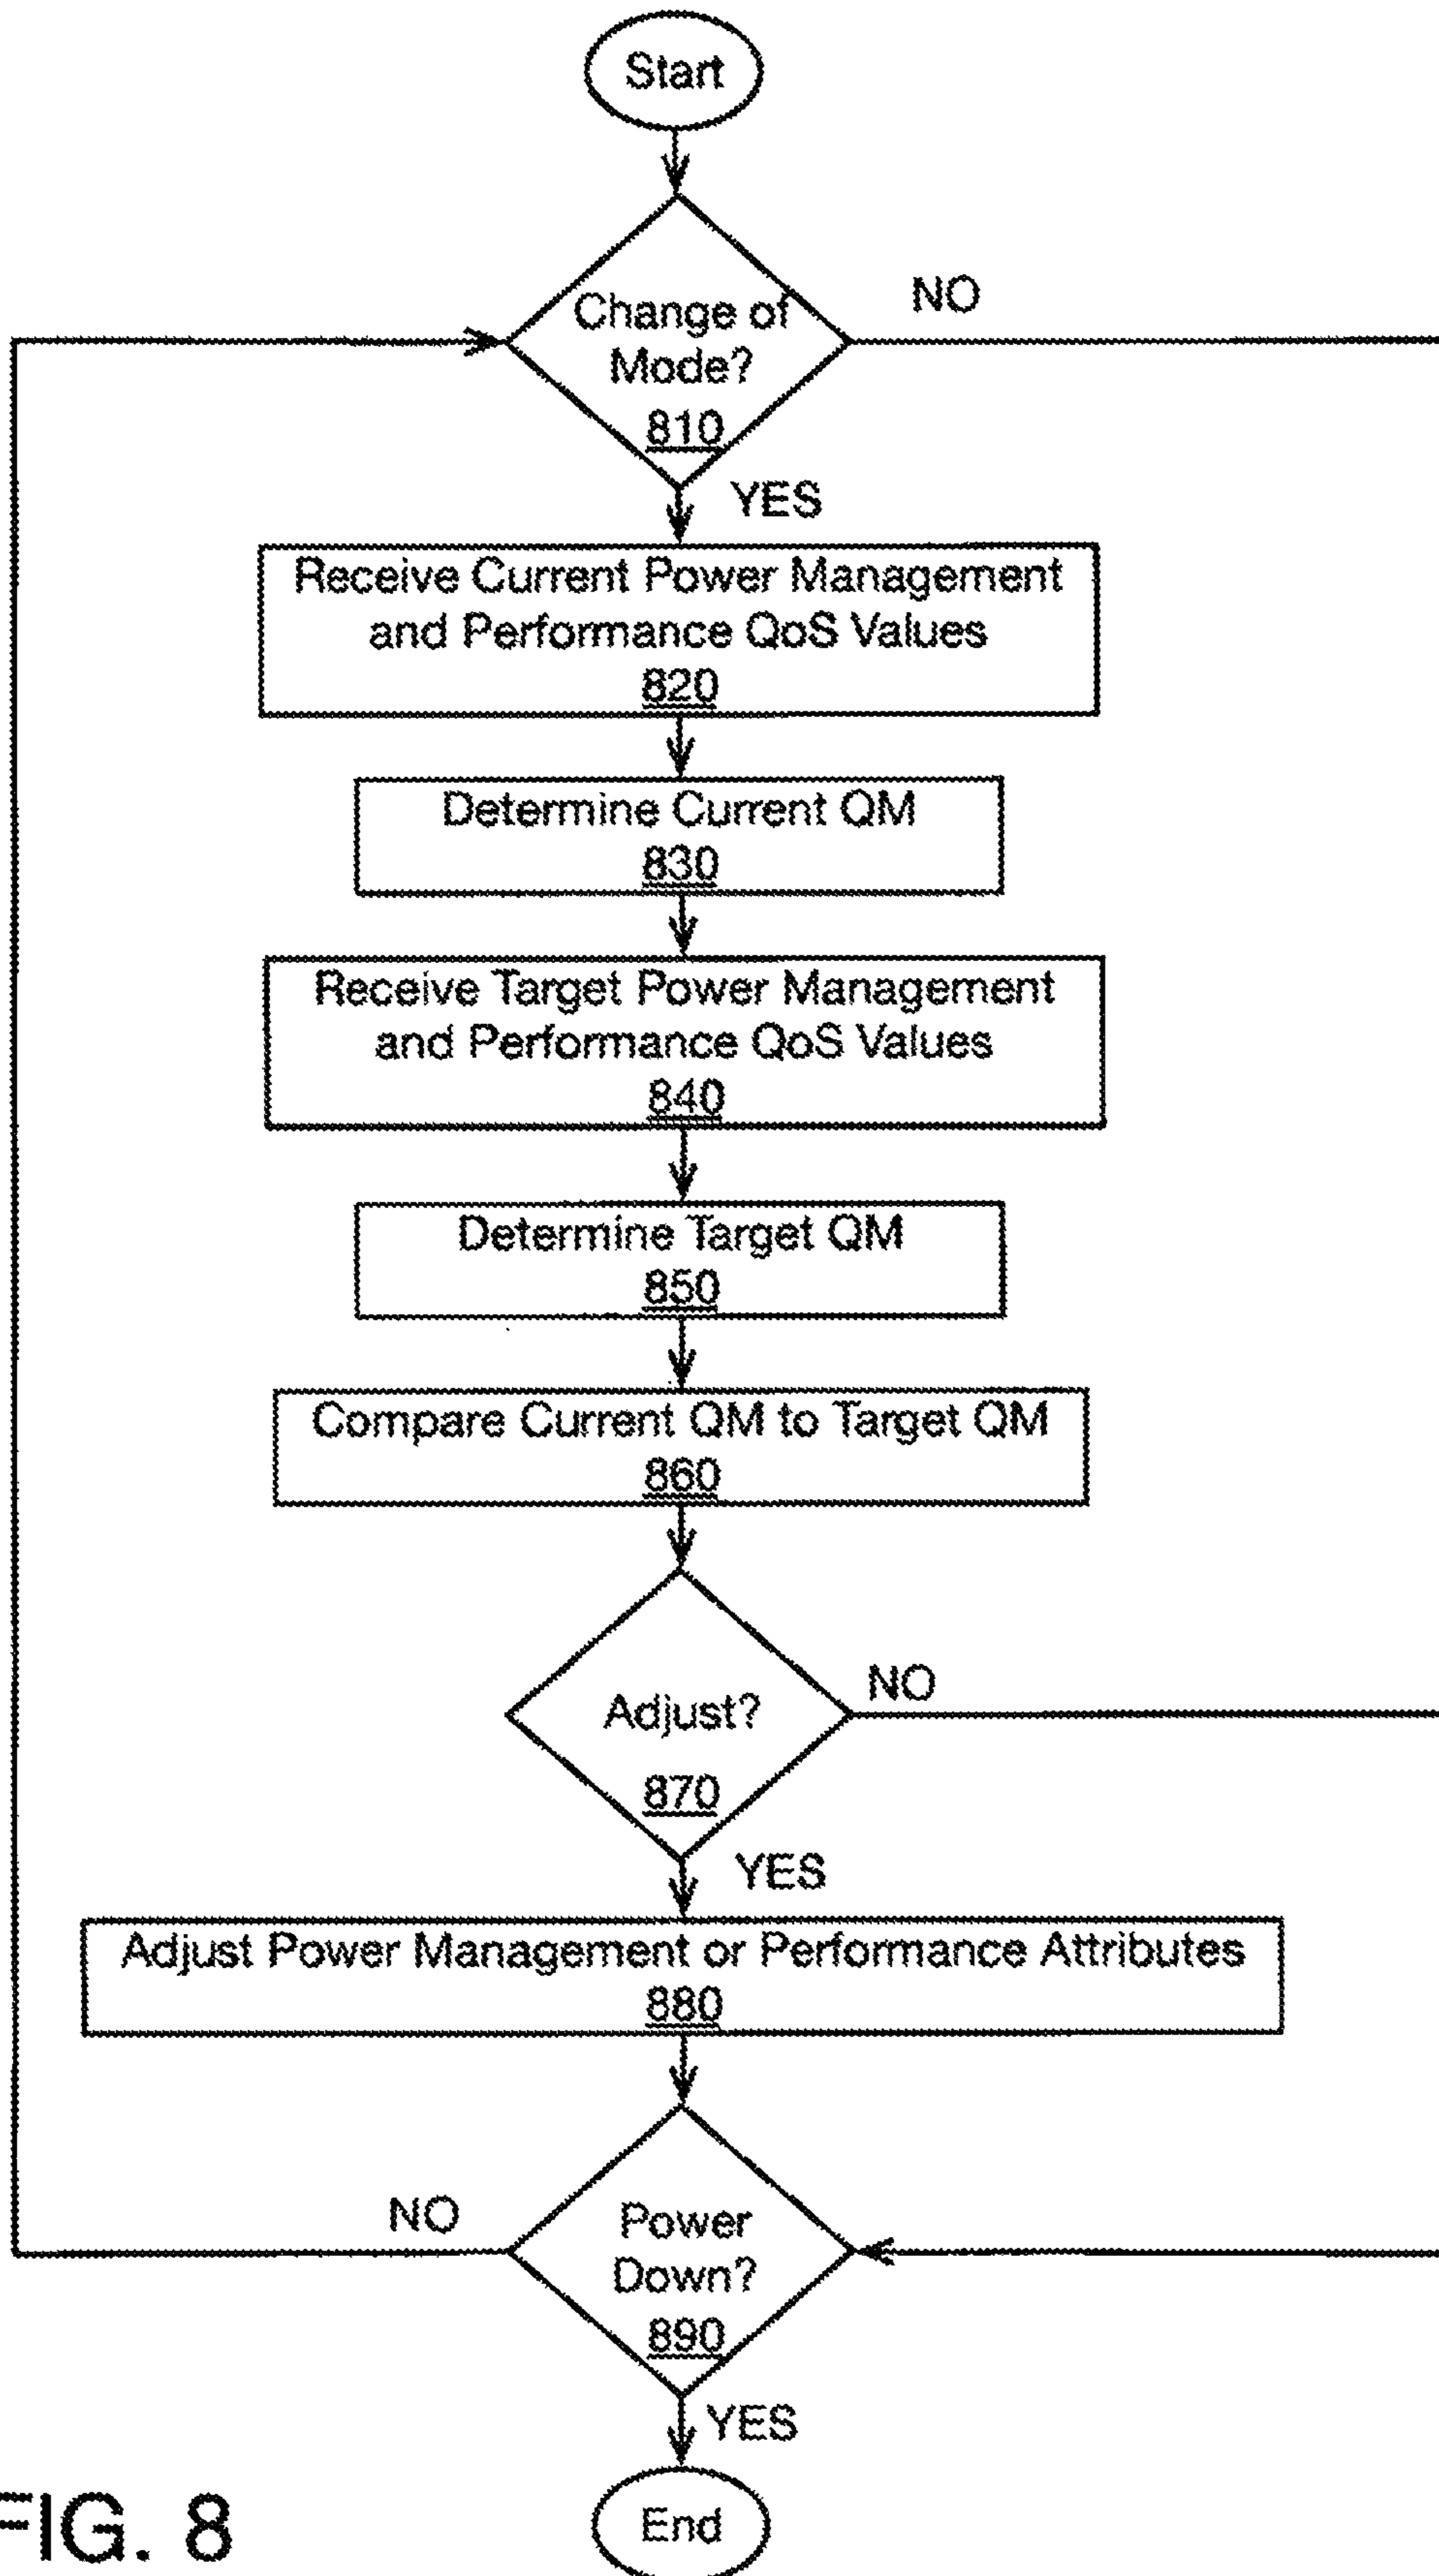 Start
Change of
Mode?
810
NO
YES
Receive Current Power Management
and Performance QoS Values
820
Determine Current QM
830
Receive Target Power Management
and Performance QoS Values
840
Determine Target QM
850
Compare Current QM to Target QM
860
Adjust?
870
NO
YES
Adjust Power Management or Performance Attributes
880
NO
Power
Down?
890
YES
End
FIG. 8